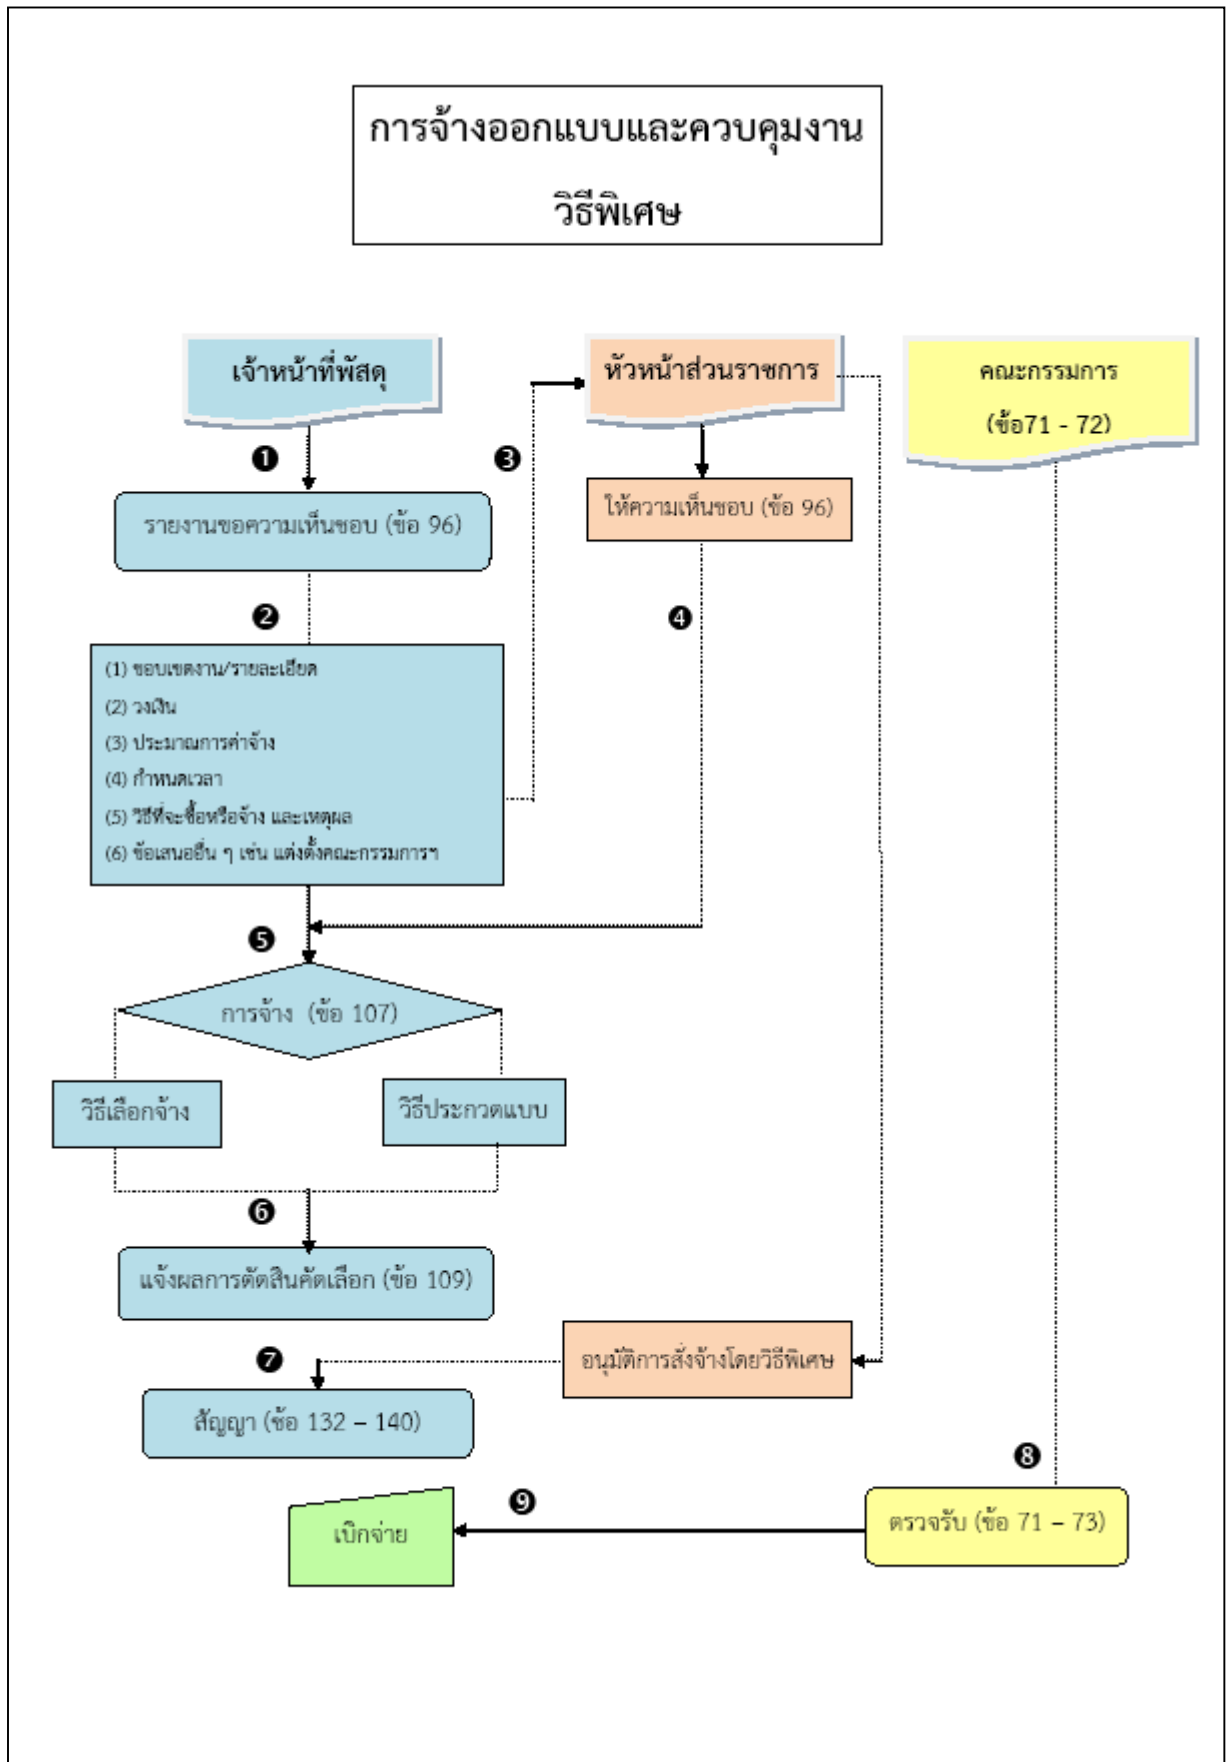 การจ้างออกแบบและควบคุมงาน
วิธีพิเศษ
เจ้าหน้าที่พัสดุ
หัวหน้าส่วนราชการ
คณะกรรมการ
(ข้อ71 - 72)
❶
❸
รายงานขอความเห็นชอบ (ข้อ 96)
ให้ความเห็นชอบ (ข้อ 96)
❷
❹
(1) ขอบเขตงาน/รายละเอียด
(2) วงเงิน
(3) ประมาณการค่าจ้าง
(4) กำหนดเวลา
(5) วิธีที่จะซื้อหรือจ้าง และเหตุผล
(6) ข้อเสนออื่น ๆ เช่น แต่งตั้งคณะกรรมการฯ
❺
การจ้าง (ข้อ 107)
วิธีเลือกจ้าง
วิธีประกวดแบบ
❻
แจ้งผลการตัดสินคัดเลือก (ข้อ 109)
❼
อนุมัติการสั่งจ้างโดยวิธีพิเศษ
สัญญา (ข้อ 132 – 140)
❽
❾
ตรวจรับ (ข้อ 71 – 73)
เบิกจ่าย